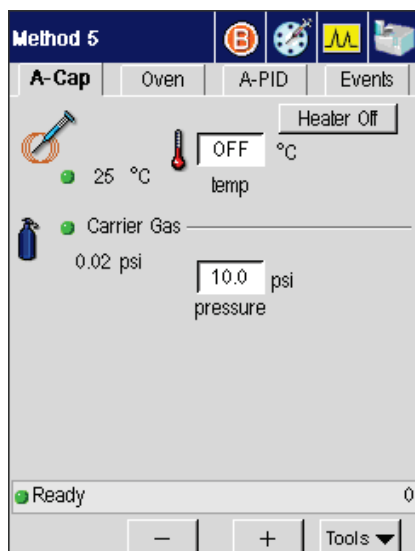 Method 5 B
A-Cap Oven A-PID Events
Heater Off
OFF °C
25 °C temp
Carrier Gas
0.02 psi
10.0 psi
pressure
Ready 0
− + Tools